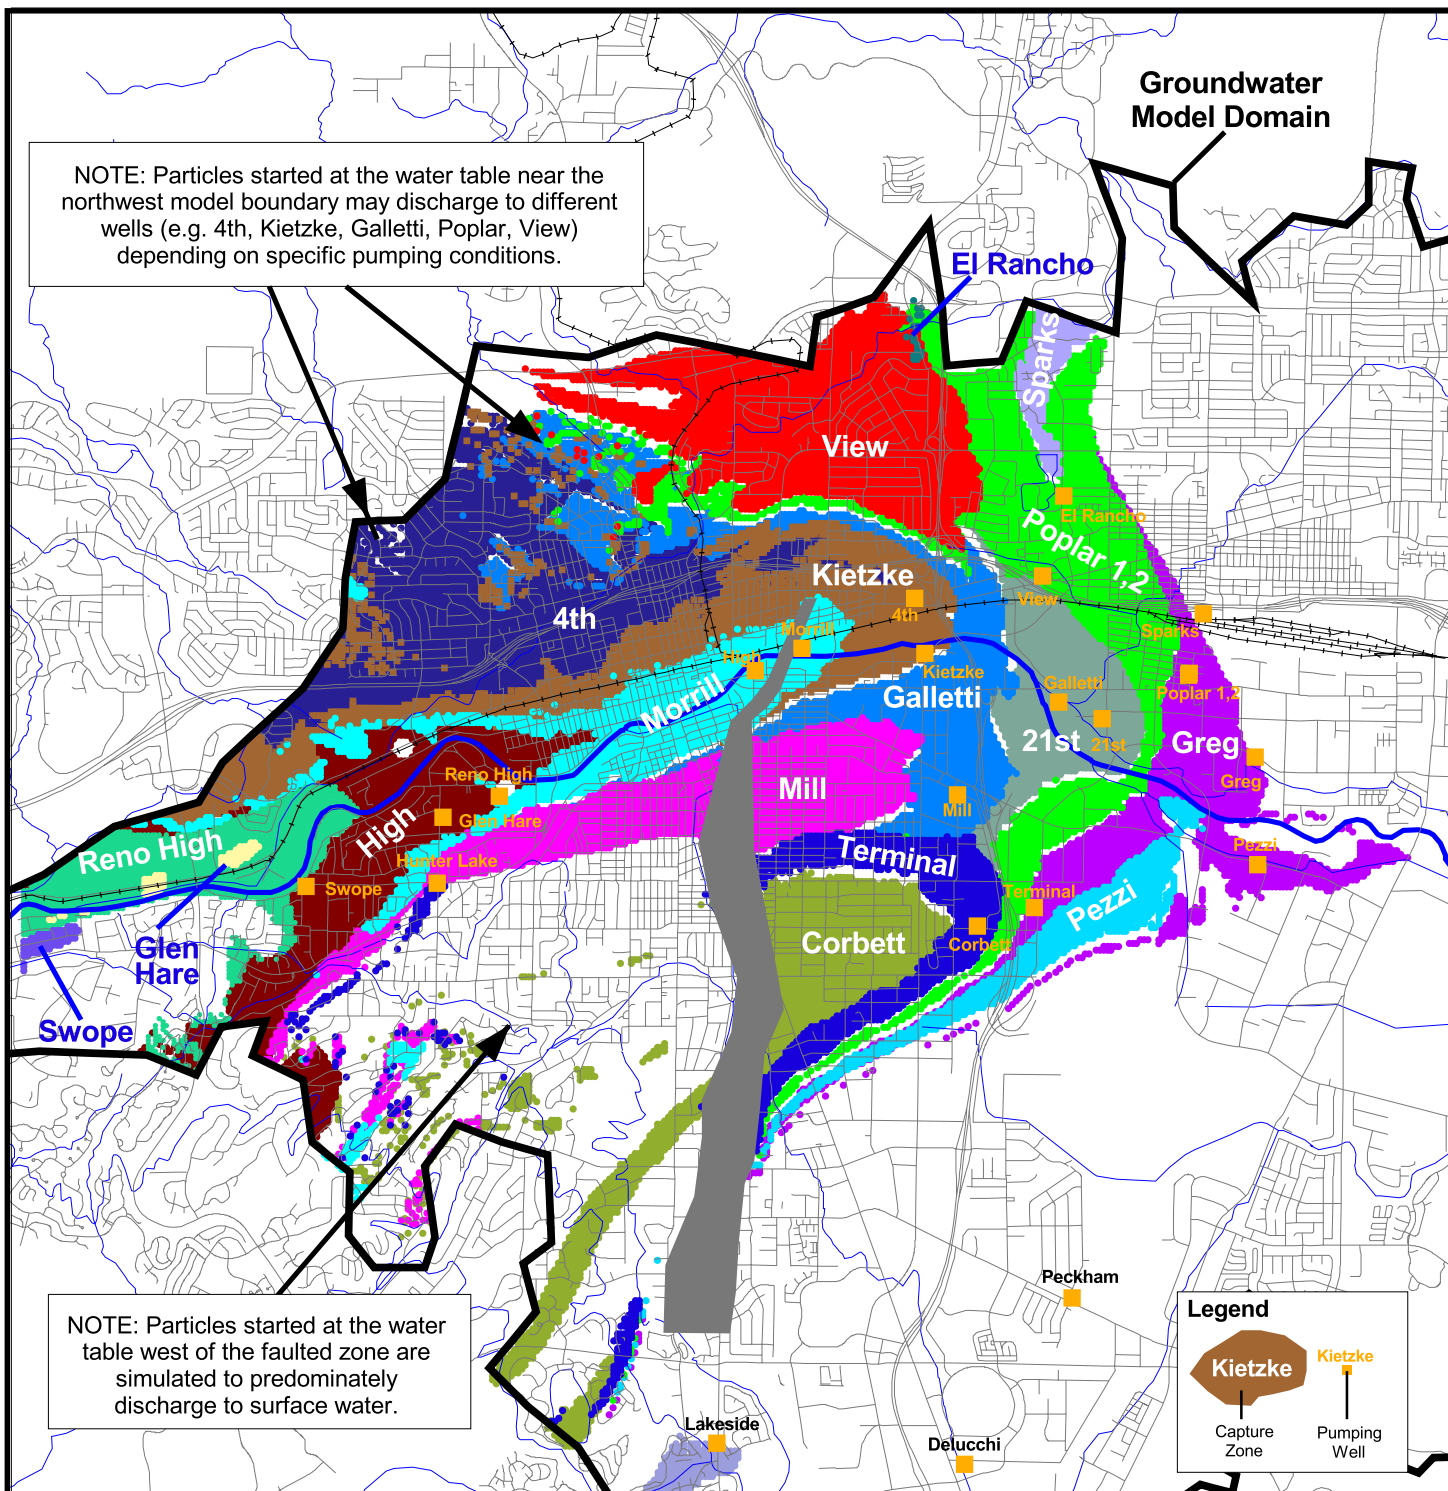 Groundwater
Model Domain
NOTE: Particles started at the water table near the
northwest model boundary may discharge to different
wells (e.g. 4th, Kietzke, Galletti, Poplar, View)
depending on specific pumping conditions.
El Rancho
Sparks
View
El Rancho
Poplar 1,2
Kietzke
View
4th
4th
Sparks
Morrill
High
Kietzke
Poplar 1,2
Galletti
Galletti
Morrill
21st
21st
Greg
Reno High
Mill
Greg
Mill
Glen Hare
High
Reno High
Hunter Lake
Terminal
Pezzi
Swope
Terminal
Pezzi
Corbett
Corbett
Glen
Hare
Swope
Peckham
NOTE: Particles started at the water
table west of the faulted zone are
simulated to predominately
discharge to surface water.
Lakeside
Delucchi
Legend
Kietzke
Kietzke
Capture
Zone
Pumping
Well